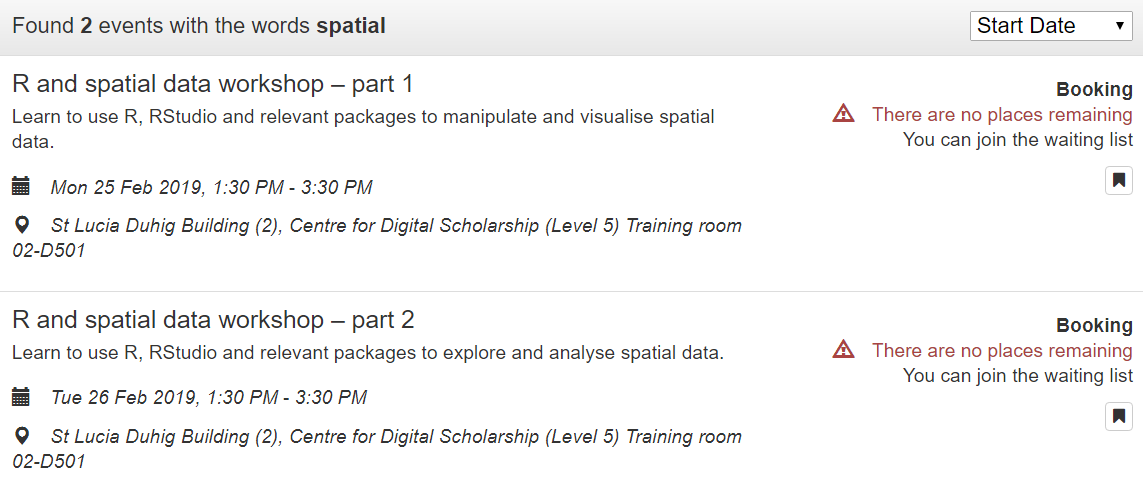 Found 2 events with the words spatial
Start Date
R and spatial data workshop – part 1
Learn to use R, RStudio and relevant packages to manipulate and visualise spatial
data.
Booking
There are no places remaining
You can join the waiting list
Mon 25 Feb 2019, 1:30 PM - 3:30 PM
St Lucia Duhig Building (2), Centre for Digital Scholarship (Level 5) Training room
02-D501
R and spatial data workshop – part 2
Learn to use R, RStudio and relevant packages to explore and analyse spatial data.
Booking
There are no places remaining
You can join the waiting list
Tue 26 Feb 2019, 1:30 PM - 3:30 PM
St Lucia Duhig Building (2), Centre for Digital Scholarship (Level 5) Training room
02-D501